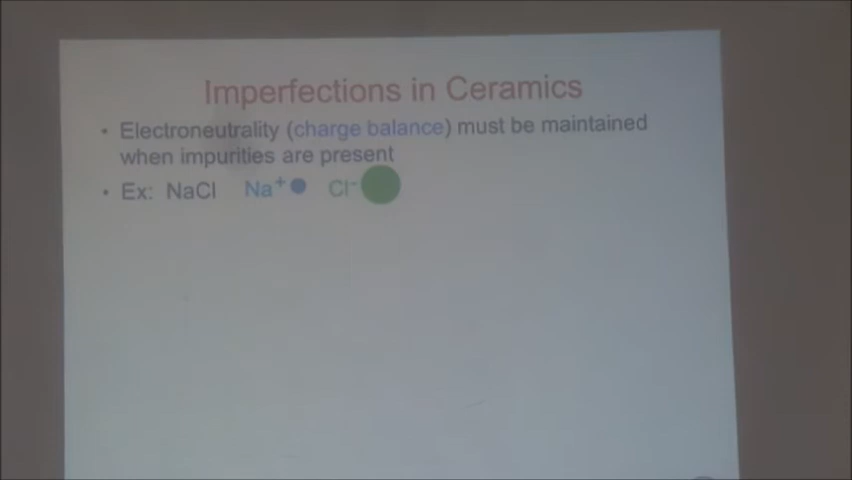 Imperfections in Ceramics
• Electroneutrality (charge balance) must be maintained
when impurities are present
• Ex: NaCl Na⁺ Cl⁻